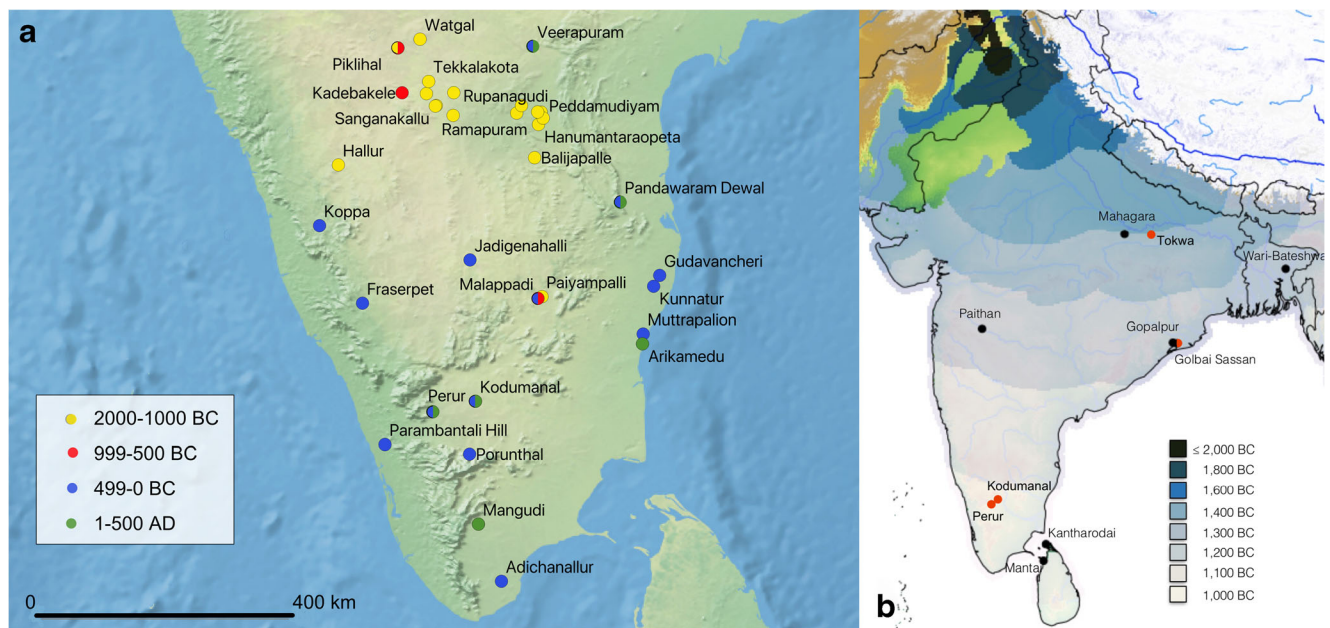 a
Watgal
Veerapuram
Piklihal
Tekkalakota
Kadebakele
Rupanagudi
Peddamudiyam
Sanganakallu
Ramapuram
Hanumantaraopeta
Hallur
Balijapalle
Pandawaram Dewal
Koppa
Jadigenahalli
Gudavancheri
Malappadi
Paiyampalli
Fraserpet
Kunnatur
Muttrapalion
Arikamedu
Perur
Kodumanal
Parambantali Hill
Porunthal
Mangudi
Adichanallur
2000-1000 BC
999-500 BC
499-0 BC
1-500 AD
0
400 km
Mahagara
Tokwa
Wari-Bateshwa
Paithan
Gopalpur
Golbai Sassan
Kodumanal
Perur
Kantharodai
Manta
≤ 2,000 BC
1,800 BC
1,600 BC
1,400 BC
1,300 BC
1,200 BC
1,100 BC
1,000 BC
b